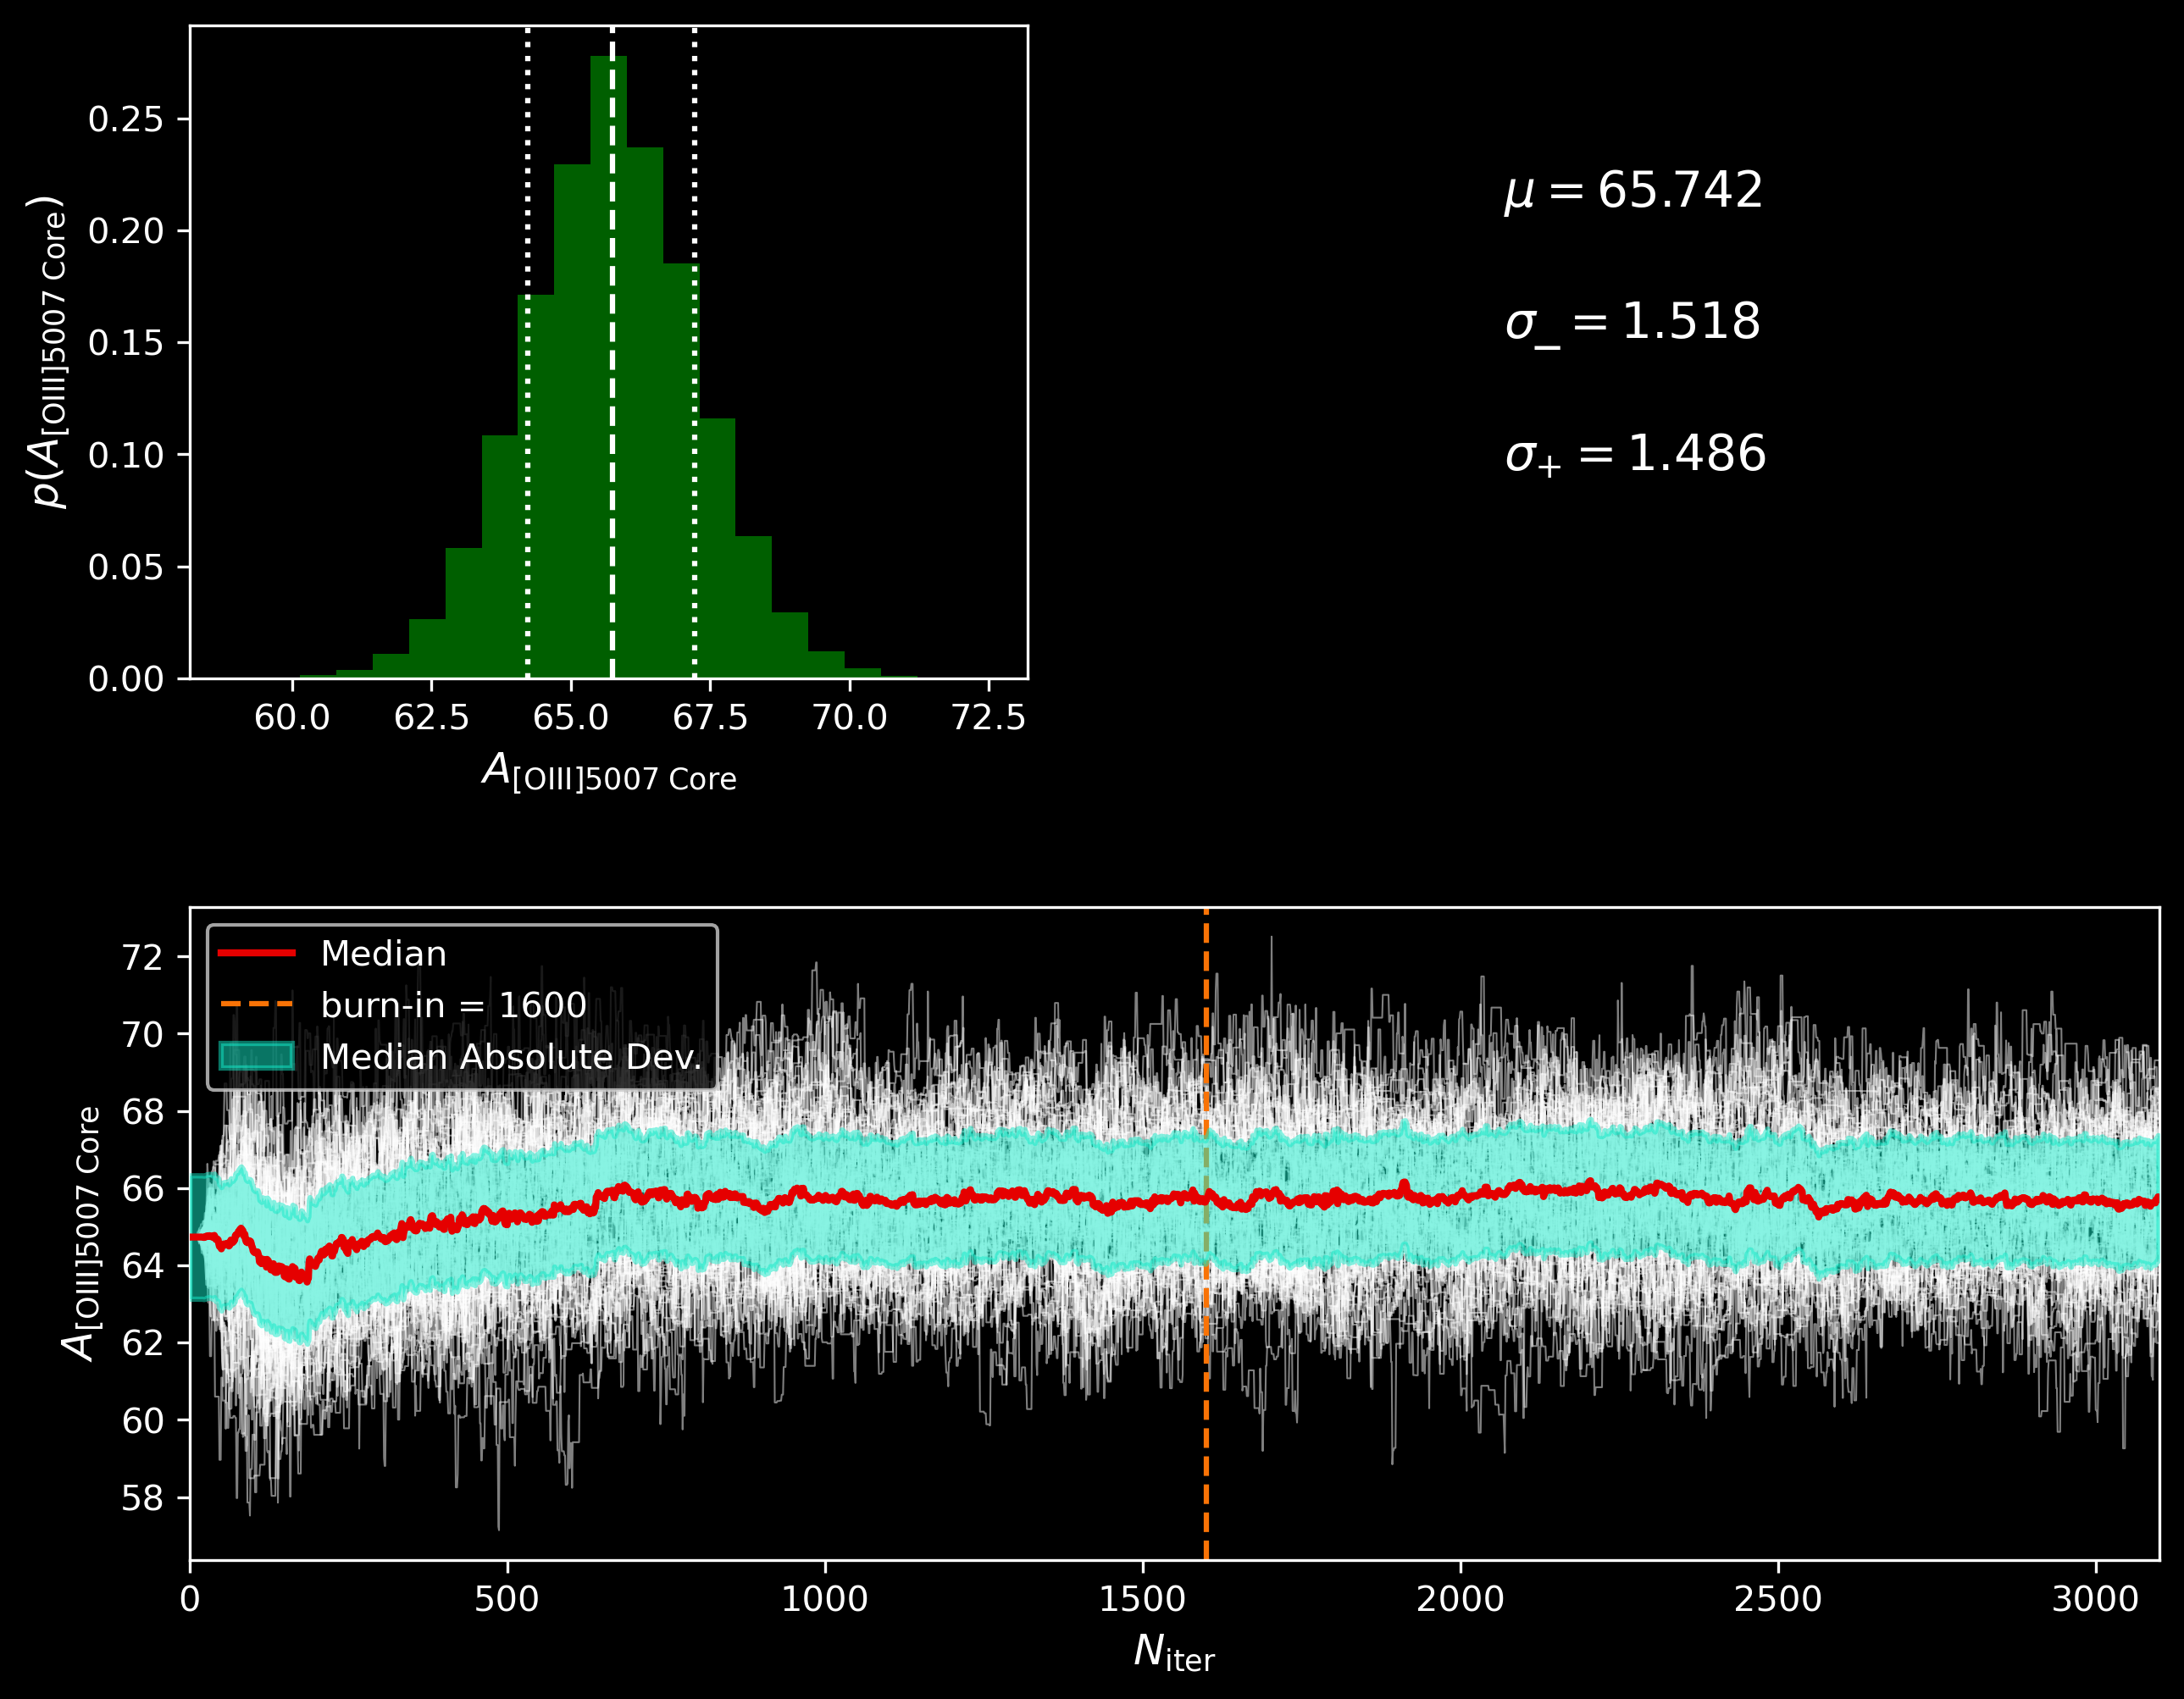 0.25
0.20
0.15
0.10
0.05
0.00
p(A[OIII]5007 Core)
60.0 62.5 65.0 67.5 70.0 72.5
A[OIII]5007 Core
μ = 65.742
σ− = 1.518
σ+ = 1.486
Median
burn-in = 1600
Median Absolute Dev.
72
70
68
66
64
62
60
58
A[OIII]5007 Core
0 500 1000 1500 2000 2500 3000
Niter